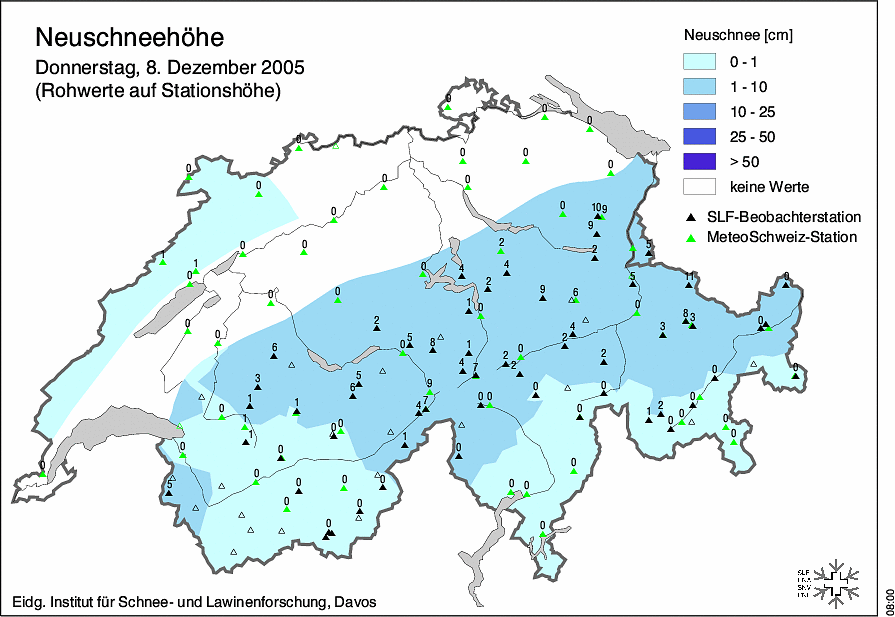 Neuschneehöhe
Donnerstag, 8. Dezember 2005
(Rohwerte auf Stationshöhe)
Neuschnee [cm]
0 - 1
1 - 10
10 - 25
25 - 50
> 50
keine Werte
SLF-Beobachterstation
MeteoSchweiz-Station
0
0
0
0 0
0 0
0 0 0
0 0
0
0 10 9
9
0 0
2 2 5
1 1 0 4 4
0 2 5 11 0
0 0 9 6
1 0 0 8 3
0 0 2 4 3 0
5 8 1 2
6 0 0 2
5 4 7 2 2 0 0
3 6 9 0 0
1 1 4 7 0 0 0 1 2 0
0 1 0 0 0 0 0
0 1 0 1 0 0
0 0 0
5 0 0 0 0 0 0
0 0
0 0
Eidg. Institut für Schnee- und Lawinenforschung, Davos
SLF
08:00